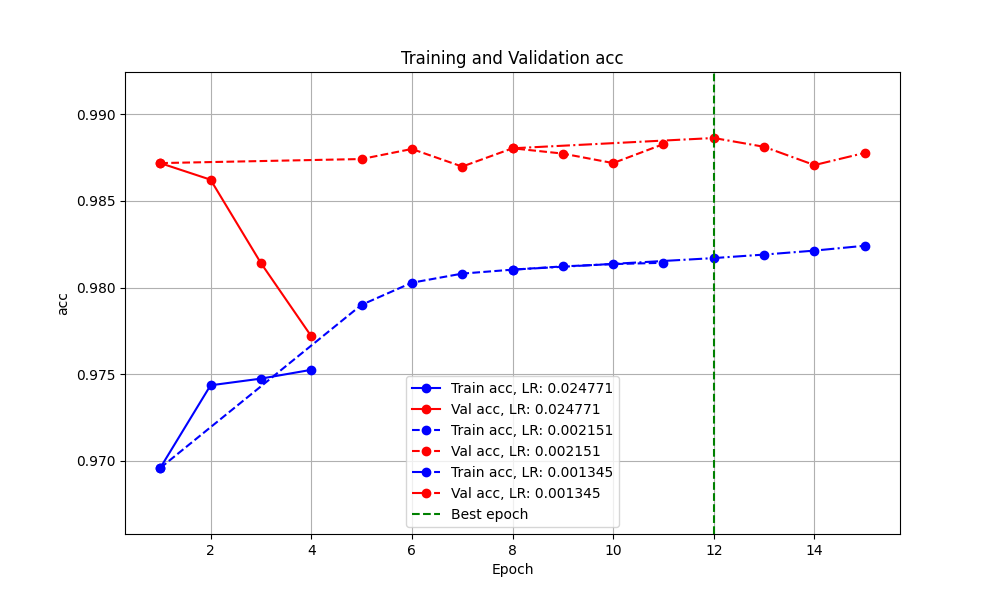 Training and Validation acc
acc
0.990
0.985
0.980
0.975
0.970
Train acc, LR: 0.024771
Val acc, LR: 0.024771
Train acc, LR: 0.002151
Val acc, LR: 0.002151
Train acc, LR: 0.001345
Val acc, LR: 0.001345
Best epoch
2 4 6 8 10 12 14
Epoch